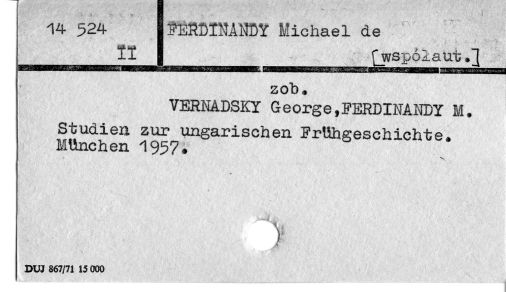 14 524
II
FERDINANDY Michael de
[wspólaut.]
zob.
VERNADSKY George,FERDINANDY M.
Studien zur ungarischen Frühgeschichte.
München 1957.
DUJ 867/71 15 000